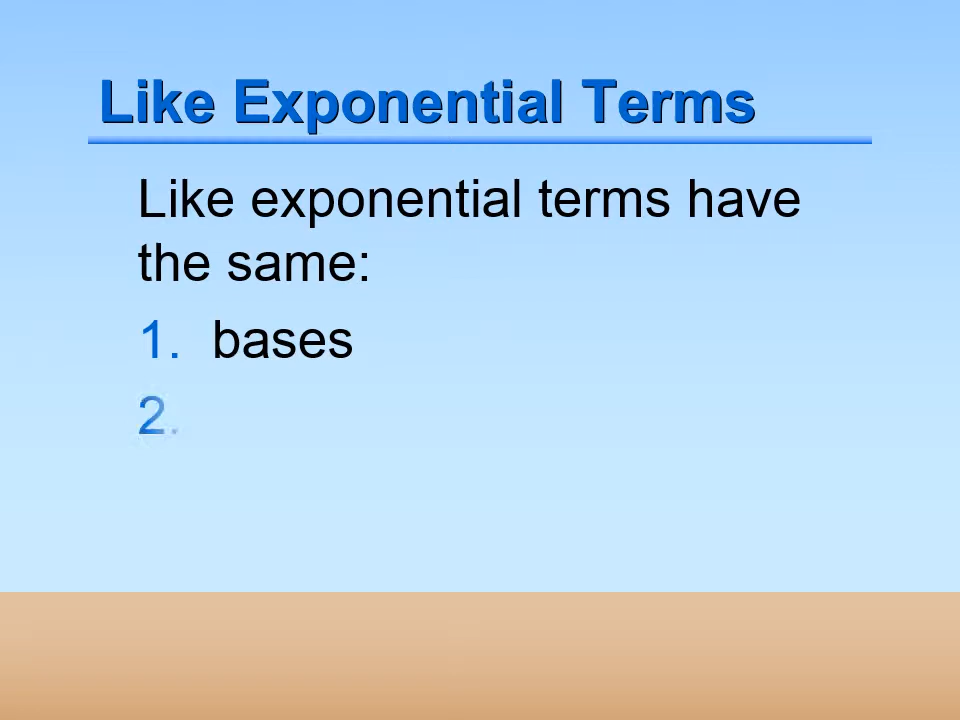 Like Exponential Terms
Like exponential terms have
the same:
1. bases
2.